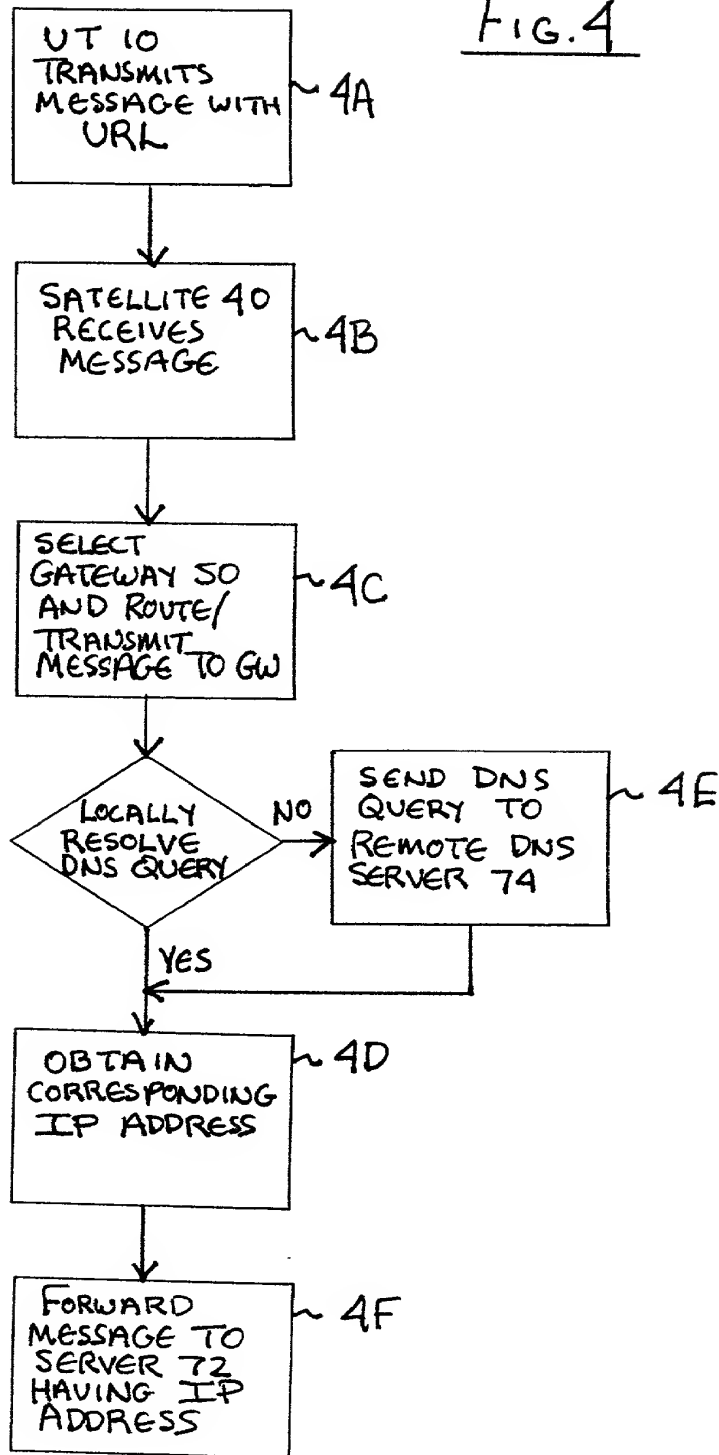 FIG. 4
UT 10
TRANSMITS
MESSAGE WITH
URL
4A
SATELLITE 40
RECEIVES
MESSAGE
4B
SELECT
GATEWAY 50
AND ROUTE/
TRANSMIT
MESSAGE TO GW
4C
LOCALLY
RESOLVE
DNS QUERY
NO
SEND DNS
QUERY TO
REMOTE DNS
SERVER 74
4E
YES
OBTAIN
CORRESPONDING
IP ADDRESS
4D
FORWARD
MESSAGE TO
SERVER 72
HAVING IP
ADDRESS
4F